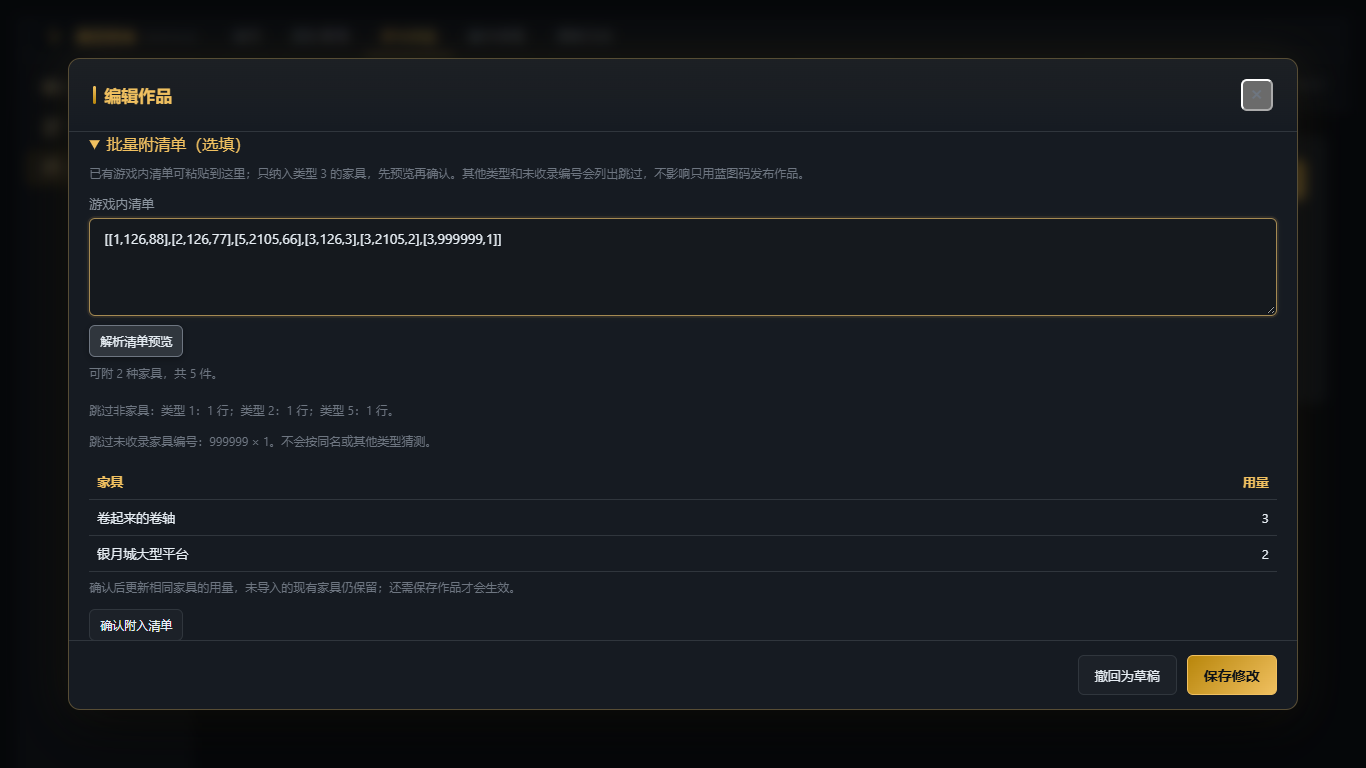 编辑作品
▼ 批量附清单（选填）
已有游戏内清单可粘贴到这里；只纳入类型 3 的家具，先预览再确认。其他类型和未收录编号会列出跳过，不影响只用蓝图码发布作品。
游戏内清单
[[1,126,88],[2,126,77],[5,2105,66],[3,126,3],[3,2105,2],[3,999999,1]]
解析清单预览
可附 2 种家具，共 5 件。
跳过非家具：类型 1：1 行；类型 2：1 行；类型 5：1 行。
跳过未收录家具编号：999999 × 1。不会按同名或其他类型猜测。
家具 用量
卷起来的卷轴 3
银月城大型平台 2
确认后更新相同家具的用量，未导入的现有家具仍保留；还需保存作品才会生效。
确认附入清单
撤回为草稿 保存修改